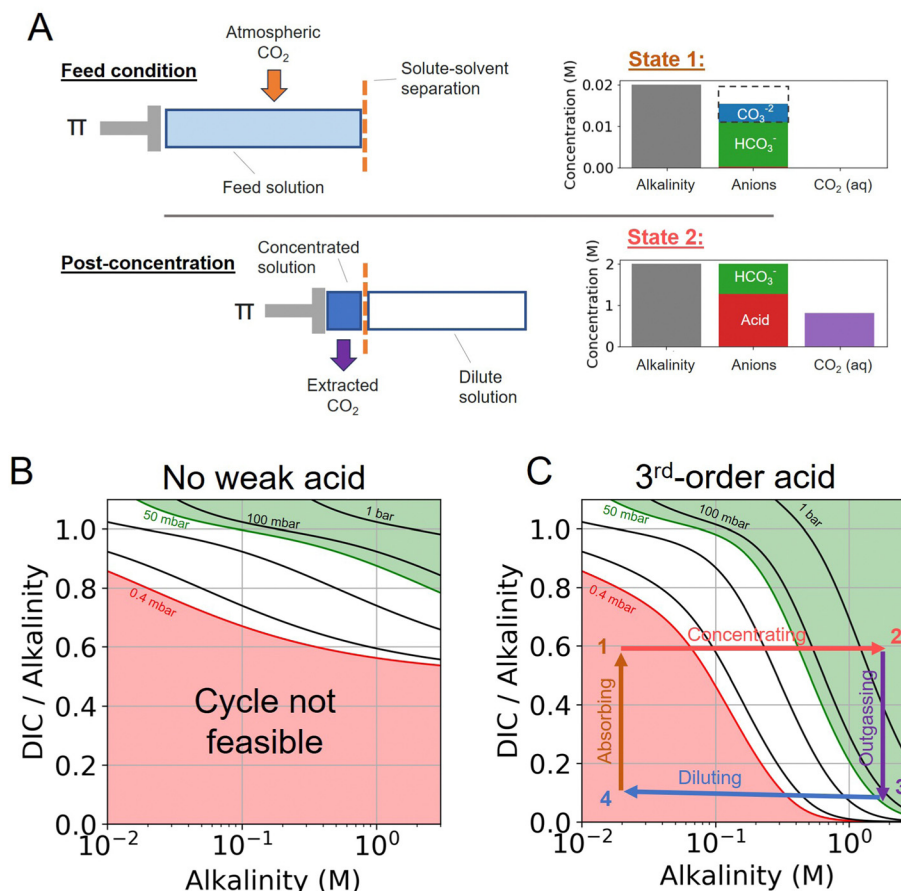 A
Atmospheric
CO₂
Feed condition
Solute-solvent
separation
π
Feed solution
State 1:
Concentration (M)
0.02
0.01
0.00
CO₃⁻²
HCO₃⁻
Alkalinity
Anions
CO₂ (aq)
Post-concentration
Concentrated
solution
π
Extracted
CO₂
Dilute
solution
State 2:
Concentration (M)
2
1
0
HCO₃⁻
Acid
Alkalinity
Anions
CO₂ (aq)
B
No weak acid
DIC / Alkalinity
1.0
0.8
0.6
0.4
0.2
0.0
50 mbar
100 mbar
1 bar
0.4 mbar
Cycle not
feasible
10⁻²
10⁻¹
10⁰
Alkalinity (M)
C
3ʳᵈ-order acid
DIC / Alkalinity
1.0
0.8
0.6
0.4
0.2
0.0
50 mbar
100 mbar
1 bar
0.4 mbar
1
Concentrating
2
Absorbing
Outgassing
4
Diluting
3
10⁻²
10⁻¹
10⁰
Alkalinity (M)